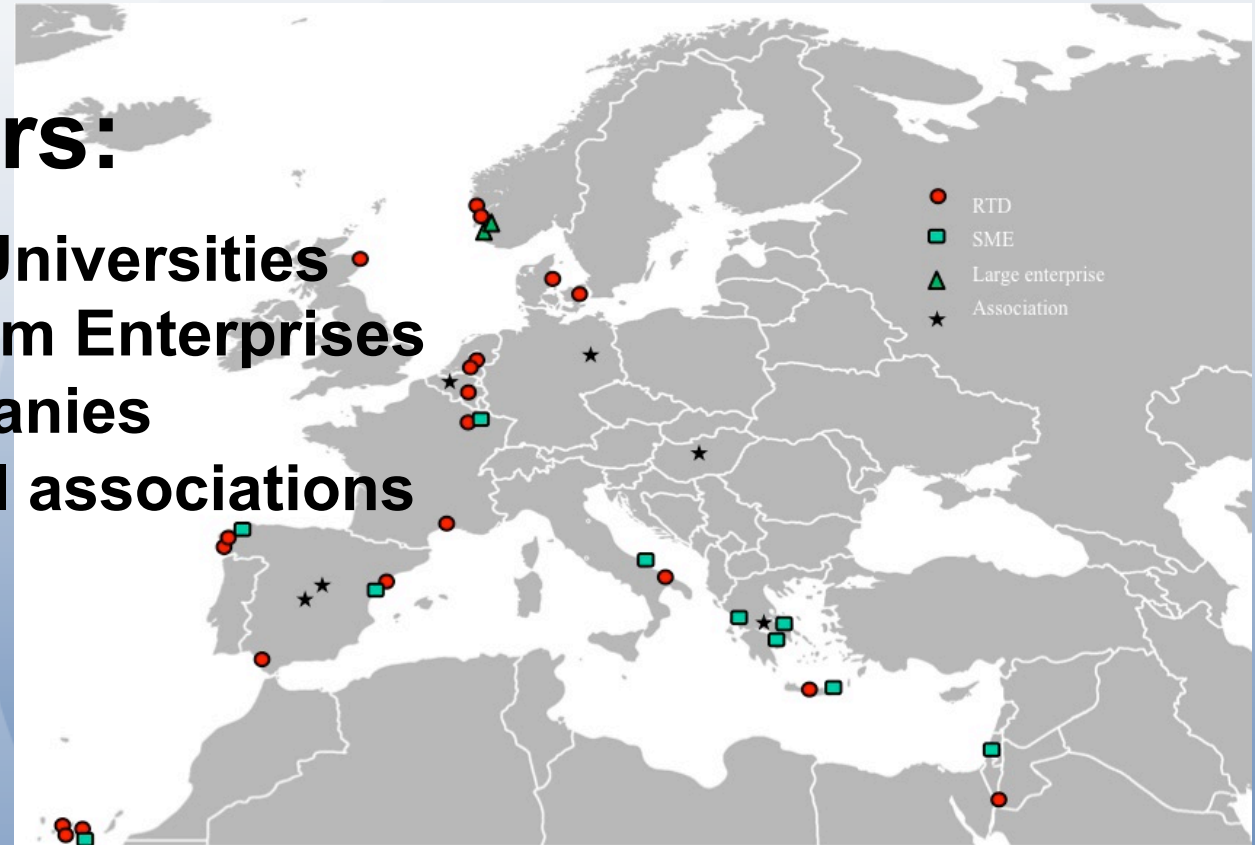 rs:
Universities
m Enterprises
anies
l associations
RTD
SME
Large enterprise
Association